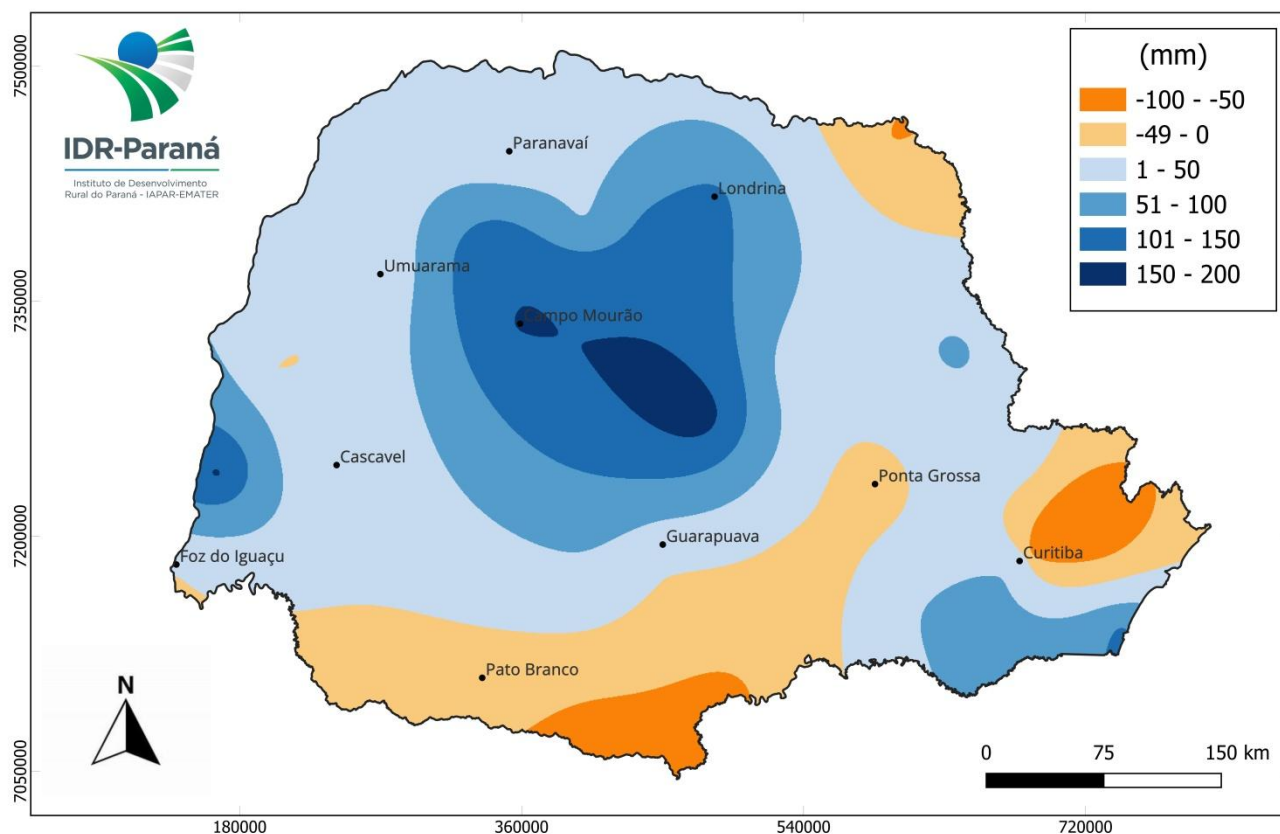 IDR-Paraná
Instituto de Desenvolvimento
Rural do Paraná - IAPAR-EMATER
(mm)
-100 - -50
-49 - 0
1 - 50
51 - 100
101 - 150
150 - 200
Paranavaí
Londrina
Umuarama
Campo Mourão
Cascavel
Ponta Grossa
Guarapuava
Foz do Iguaçu
Curitiba
Pato Branco
N
0 75 150 km
7500000
7350000
7200000
7050000
180000 360000 540000 720000